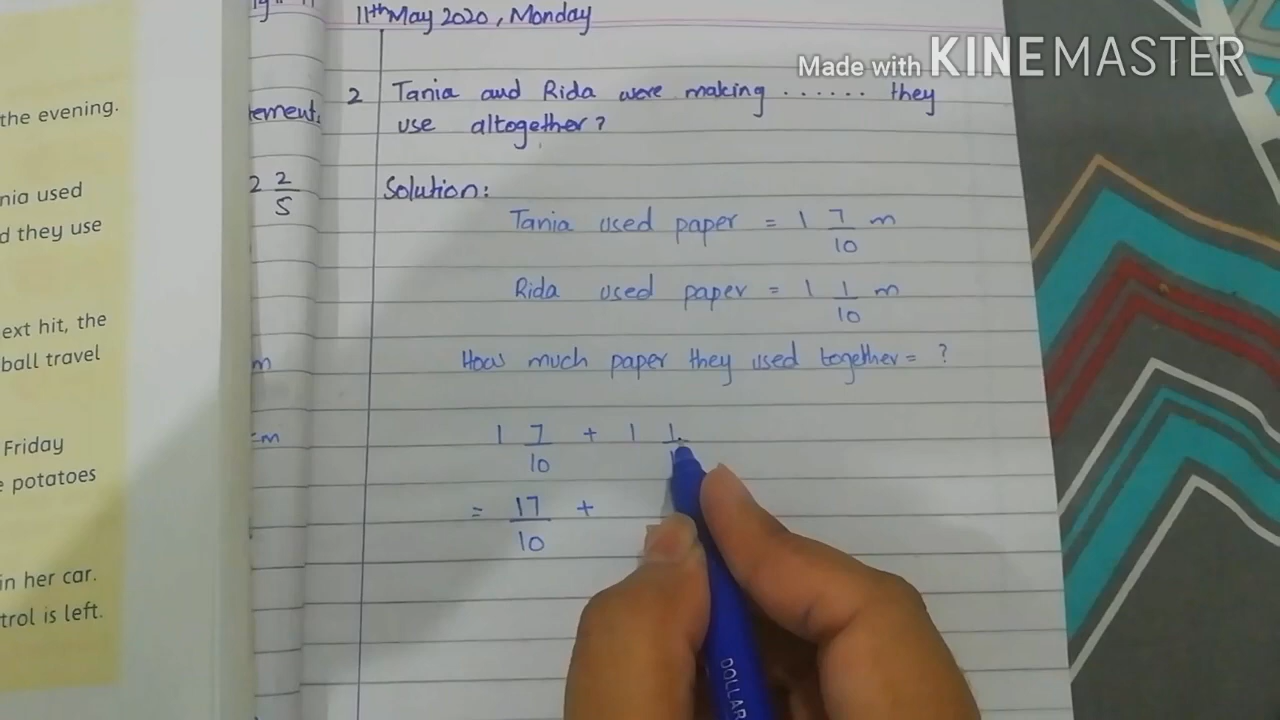 11th May 2020, Monday
Made with KINEMASTER
2 Tania and Rida were making ...... they
use altogether?
Solution:
Tania used paper = 1 7/10 m
Rida used paper = 1 1/10 m
How much paper they used together = ?
1 7/10 + 1 1
= 17/10 +
the evening.
nia used
d they use
ext hit, the
ball travel
Friday
potatoes
in her car.
trol is left.
tement.
2 2/5
m
m
DOLLAR